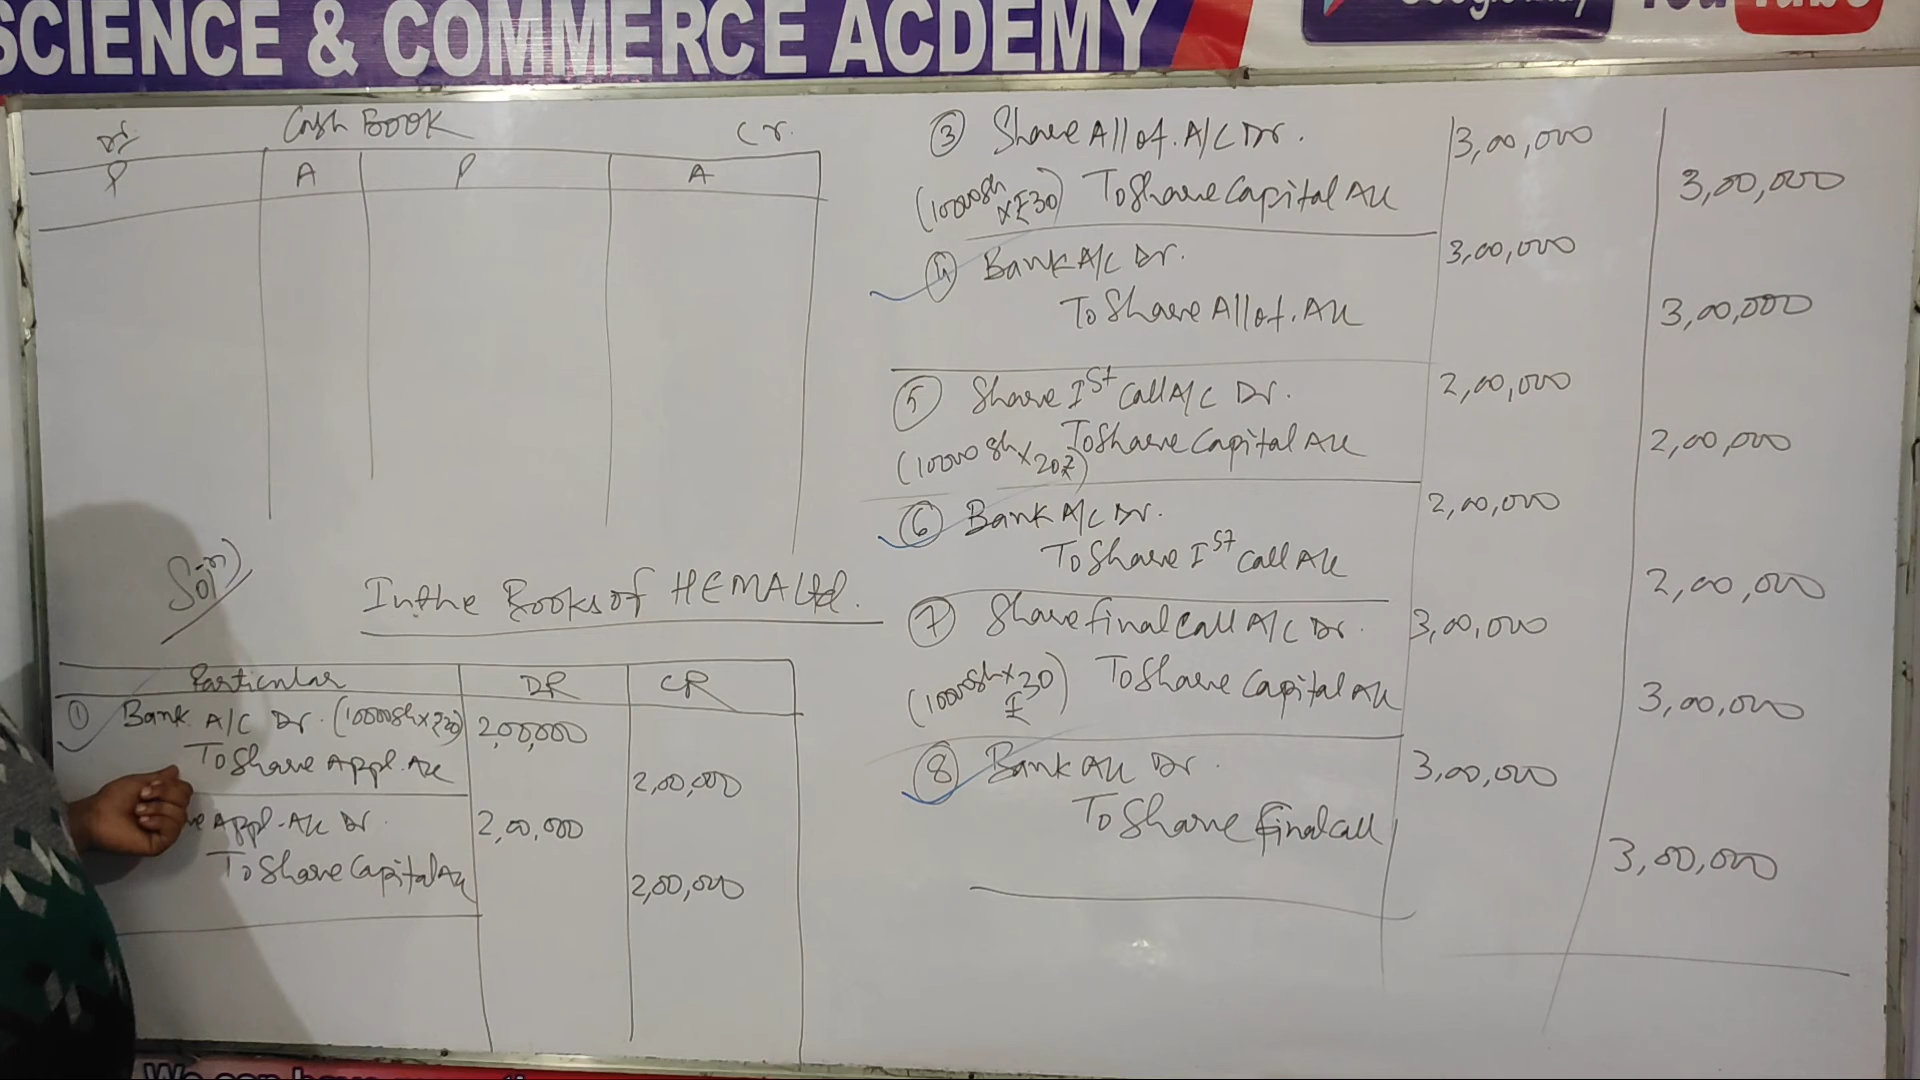 SCIENCE & COMMERCE ACDEMY
Dr. Cash BOOK Cr.
P A P A
Soln
In the Books of HEMA Ltd.
Particular DR CR
① Bank A/C Dr. (10000sh×₹20) 2,00,000
To Share Appl. A/c 2,00,000
Appl. A/c Dr. 2,00,000
To Share Capital A/c 2,00,000
③ Share Allot. A/C Dr. 3,00,000
(10000sh ×₹30) To Share Capital A/c 3,00,000
④ Bank A/C Dr. 3,00,000
To Share Allot. A/c 3,00,000
⑤ Share Ist Call A/C Dr. 2,00,000
(10000 sh × 20₹) To Share Capital A/c 2,00,000
⑥ Bank A/C Dr. 2,00,000
To Share Ist Call A/c 2,00,000
⑦ Share final Call A/C Dr. 3,00,000
(10000sh× 30 ₹) To Share Capital A/c 3,00,000
⑧ Bank A/c Dr. 3,00,000
To Share final Call 3,00,000